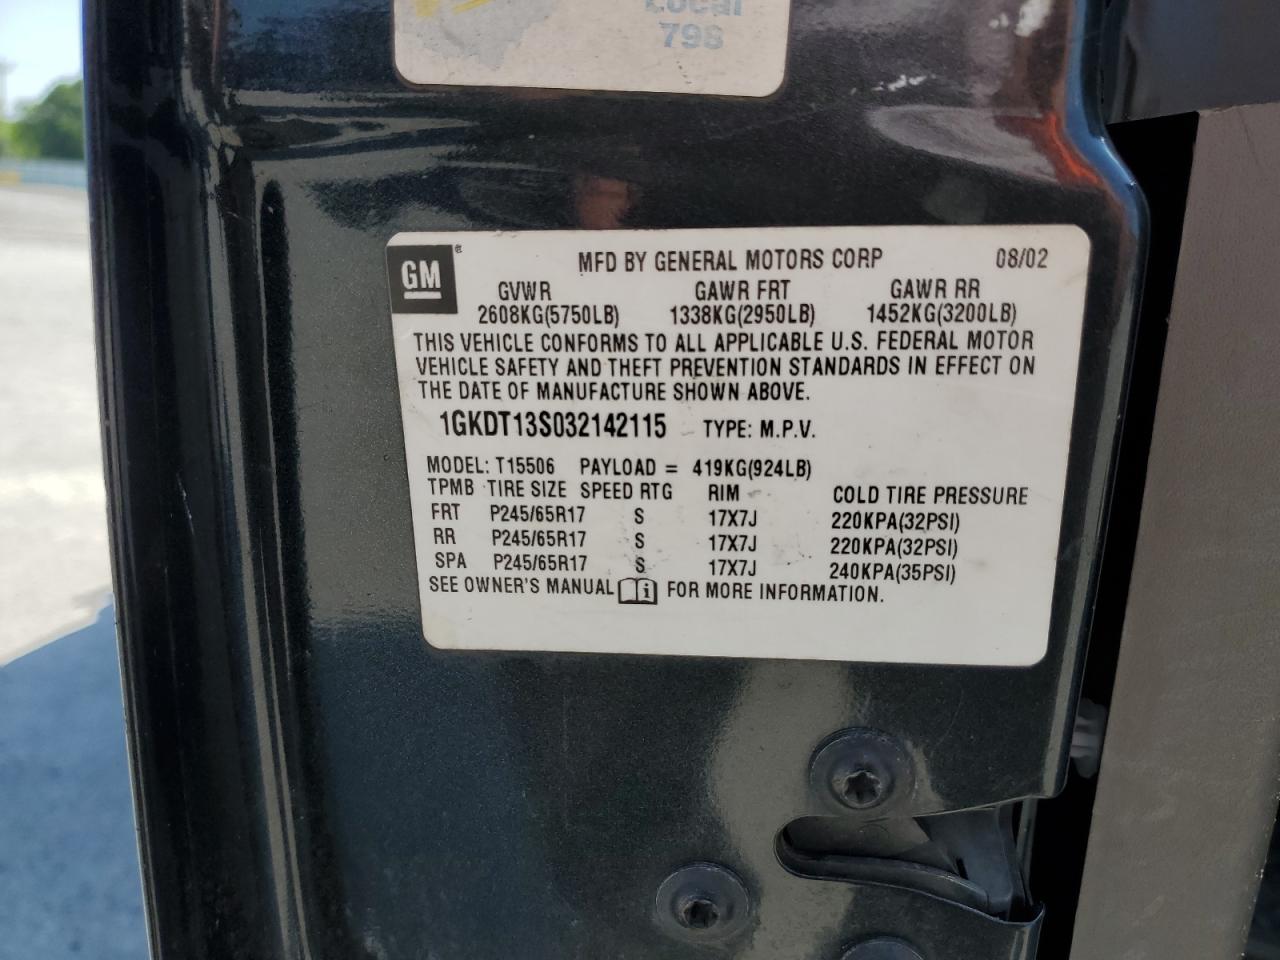 Local
798
GM
MFD BY GENERAL MOTORS CORP 08/02
GVWR GAWR FRT GAWR RR
2608KG(5750LB) 1338KG(2950LB) 1452KG(3200LB)
THIS VEHICLE CONFORMS TO ALL APPLICABLE U.S. FEDERAL MOTOR
VEHICLE SAFETY AND THEFT PREVENTION STANDARDS IN EFFECT ON
THE DATE OF MANUFACTURE SHOWN ABOVE.
1GKDT13S032142115 TYPE: M.P.V.
MODEL: T15506 PAYLOAD = 419KG(924LB)
TPMB TIRE SIZE SPEED RTG RIM COLD TIRE PRESSURE
FRT P245/65R17 S 17X7J 220KPA(32PSI)
RR P245/65R17 S 17X7J 220KPA(32PSI)
SPA P245/65R17 S 17X7J 240KPA(35PSI)
SEE OWNER'S MANUAL i FOR MORE INFORMATION.